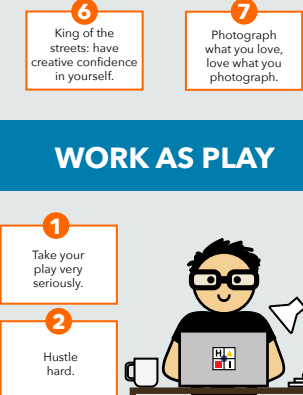 6
King of the
streets: have
creative confidence
in yourself.
7
Photograph
what you love,
love what you
photograph.
WORK AS PLAY
1
Take your
play very
seriously.
2
Hustle
hard.
H
I